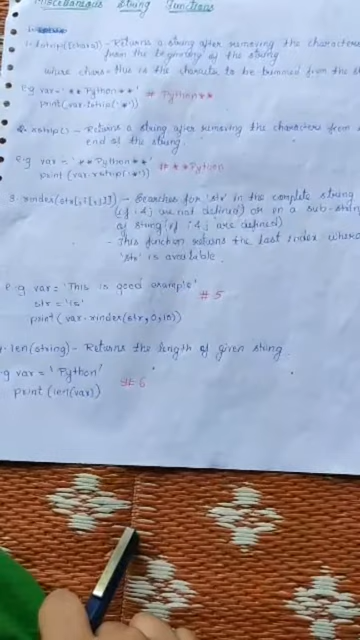 Miscellaneous String Functions
1. lstrip([chars]) - Returns a string after removing the characters
from the beginning of the string
where chars - this is the character to be trimmed from the st
e.g var = '**Python**' # Python**
print(var.lstrip('*'))
2. rstrip() - Returns a string after removing the characters from
end of the string.
e.g var = '**Python**' # **Python
print(var.rstrip('*'))
3. rindex(str[,i[,j]]) - Searches for 'str' in the complete string
(if i & j are not defined) or in a sub-string
of string (if i & j are defined)
- This function returns the last index where
'str' is available.
e.g var = 'This is good example'
str = 'is' # 5
print (var.rindex(str,0,10))
len(string) - Returns the length of given string.
e.g var = 'Python'
print (len(var)) # 6